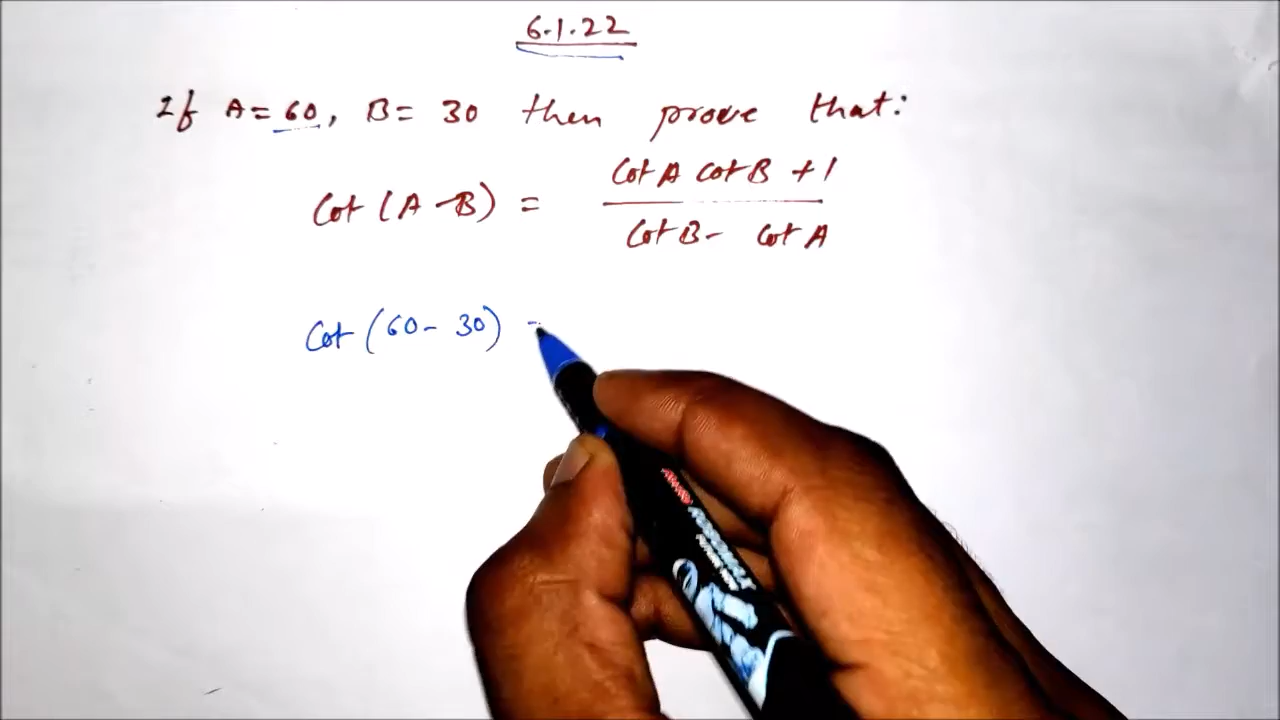 6.1.22
If A = 60, B = 30 then prove that:
Cot (A - B) = Cot A cot B + 1
Cot B - Cot A
Cot (60 - 30) =